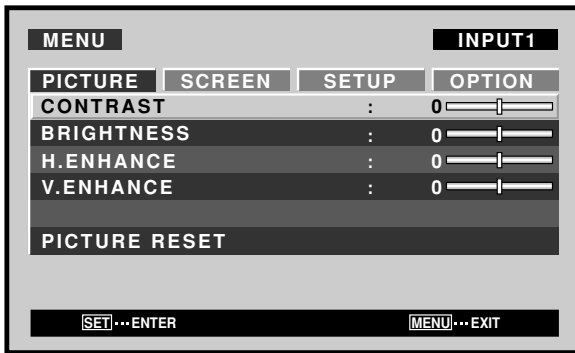 MENU INPUT1
PICTURE SCREEN SETUP OPTION
CONTRAST : 0
BRIGHTNESS : 0
H.ENHANCE : 0
V.ENHANCE : 0
PICTURE RESET
SET ··· ENTER MENU ··· EXIT